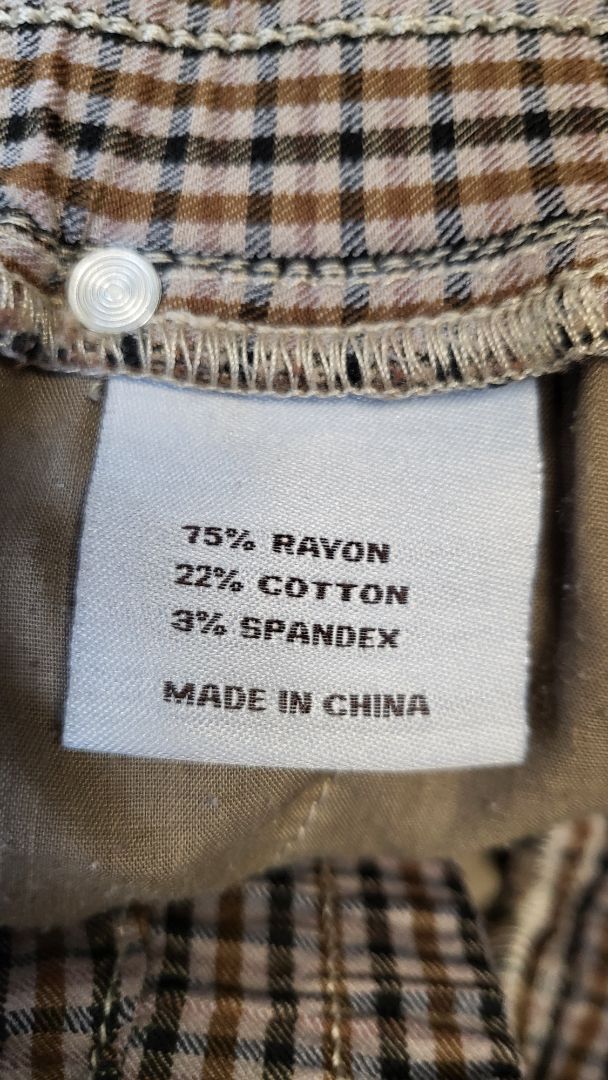 75% RAYON
22% COTTON
3% SPANDEX
MADE IN CHINA